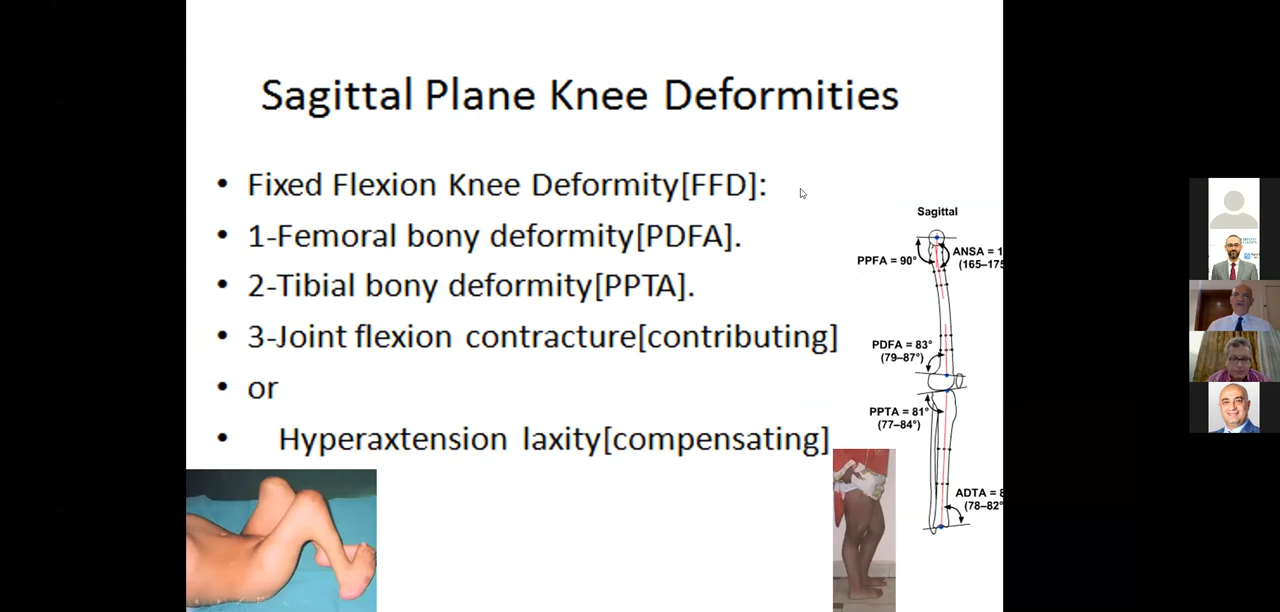 Sagittal Plane Knee Deformities
• Fixed Flexion Knee Deformity[FFD]:
• 1-Femoral bony deformity[PDFA].
• 2-Tibial bony deformity[PPTA].
• 3-Joint flexion contracture[contributing]
• or
• Hyperaxtension laxity[compensating]
Sagittal
PPFA = 90°
ANSA = 1
(165–175
PDFA = 83°
(79–87°)
PPTA = 81°
(77–84°)
ADTA = 8
(78–82°